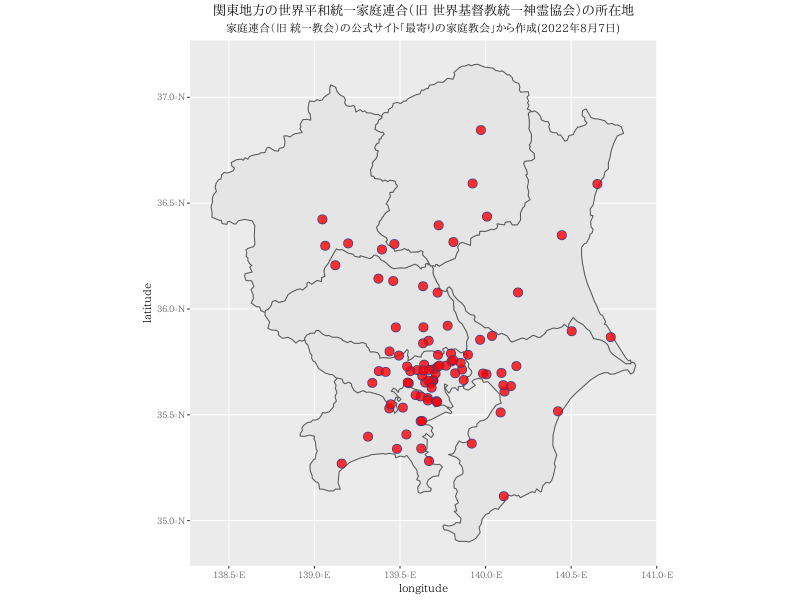 関東地方の世界平和統一家庭連合(旧 世界基督教統一神霊協会)の所在地
家庭連合(旧 統一教会)の公式サイト「最寄りの家庭教会」から作成(2022年8月7日)
37.0°N
36.5°N
36.0°N
35.5°N
35.0°N
latitude
138.5°E 139.0°E 139.5°E 140.0°E 140.5°E 141.0°E
longitude